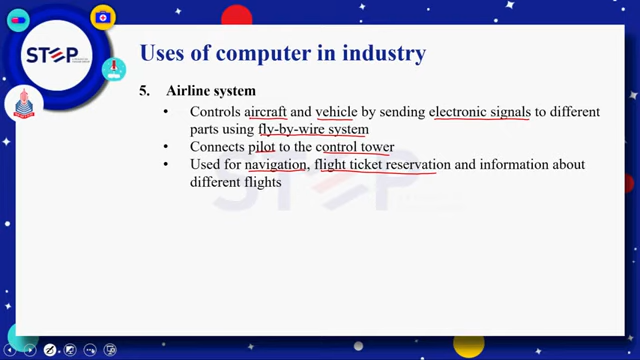 STEP
Uses of computer in industry
5. Airline system
• Controls aircraft and vehicle by sending electronic signals to different
parts using fly-by-wire system
• Connects pilot to the control tower
• Used for navigation, flight ticket reservation and information about
different flights
STEP